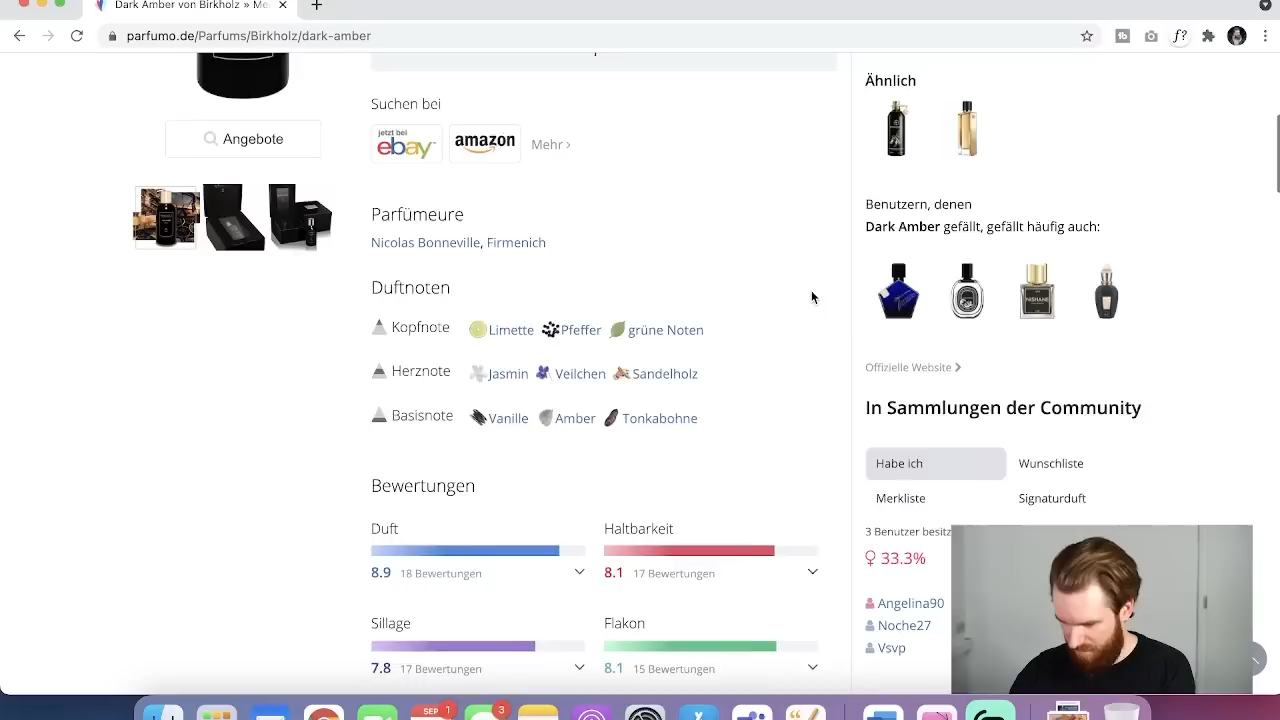 Dark Amber von Birkholz » Me
parfumo.de/Parfums/Birkholz/dark-amber
Angebote
Suchen bei
jetzt bei
ebay
amazon
Mehr ›
Parfümeure
Nicolas Bonneville, Firmenich
Duftnoten
Kopfnote Limette Pfeffer grüne Noten
Herznote Jasmin Veilchen Sandelholz
Basisnote Vanille Amber Tonkabohne
Bewertungen
Duft
8.9 18 Bewertungen
Haltbarkeit
8.1 17 Bewertungen
Sillage
7.8 17 Bewertungen
Flakon
8.1 15 Bewertungen
Ähnlich
Benutzern, denen
Dark Amber gefällt, gefällt häufig auch:
NISHANE
Offizielle Website
In Sammlungen der Community
Habe ich Wunschliste
Merkliste Signaturduft
3 Benutzer besitz
♀ 33.3%
Angelina90
Noche27
Vsvp
SEP 1
3